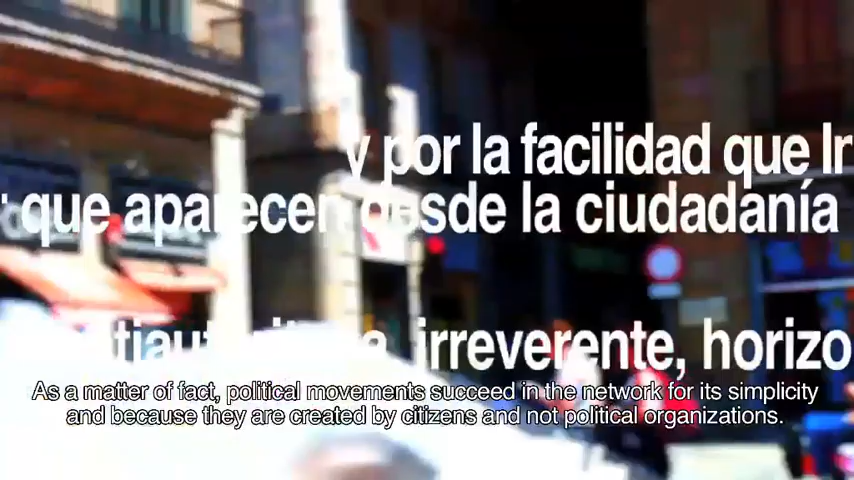 y por la facilidad que
que aparecen desde la ciudadanía
irreverente,
As a matter of fact, political movements succeed in the network for its simplicity
and because they are created by citizens and not political organizations.